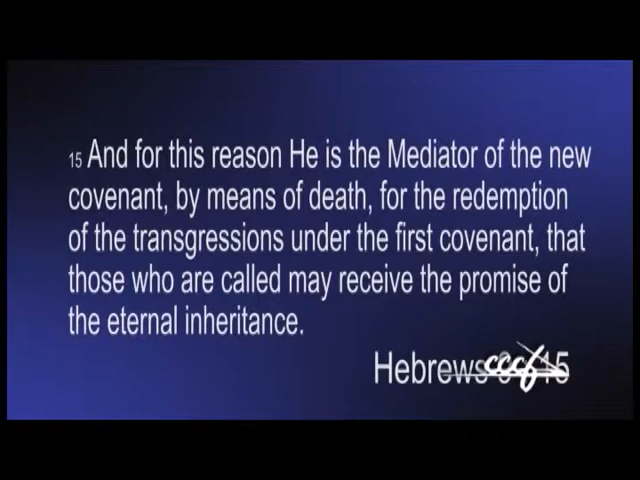 15 And for this reason He is the Mediator of the new
covenant, by means of death, for the redemption
of the transgressions under the first covenant, that
those who are called may receive the promise of
the eternal inheritance.
Hebrews 15
cccf